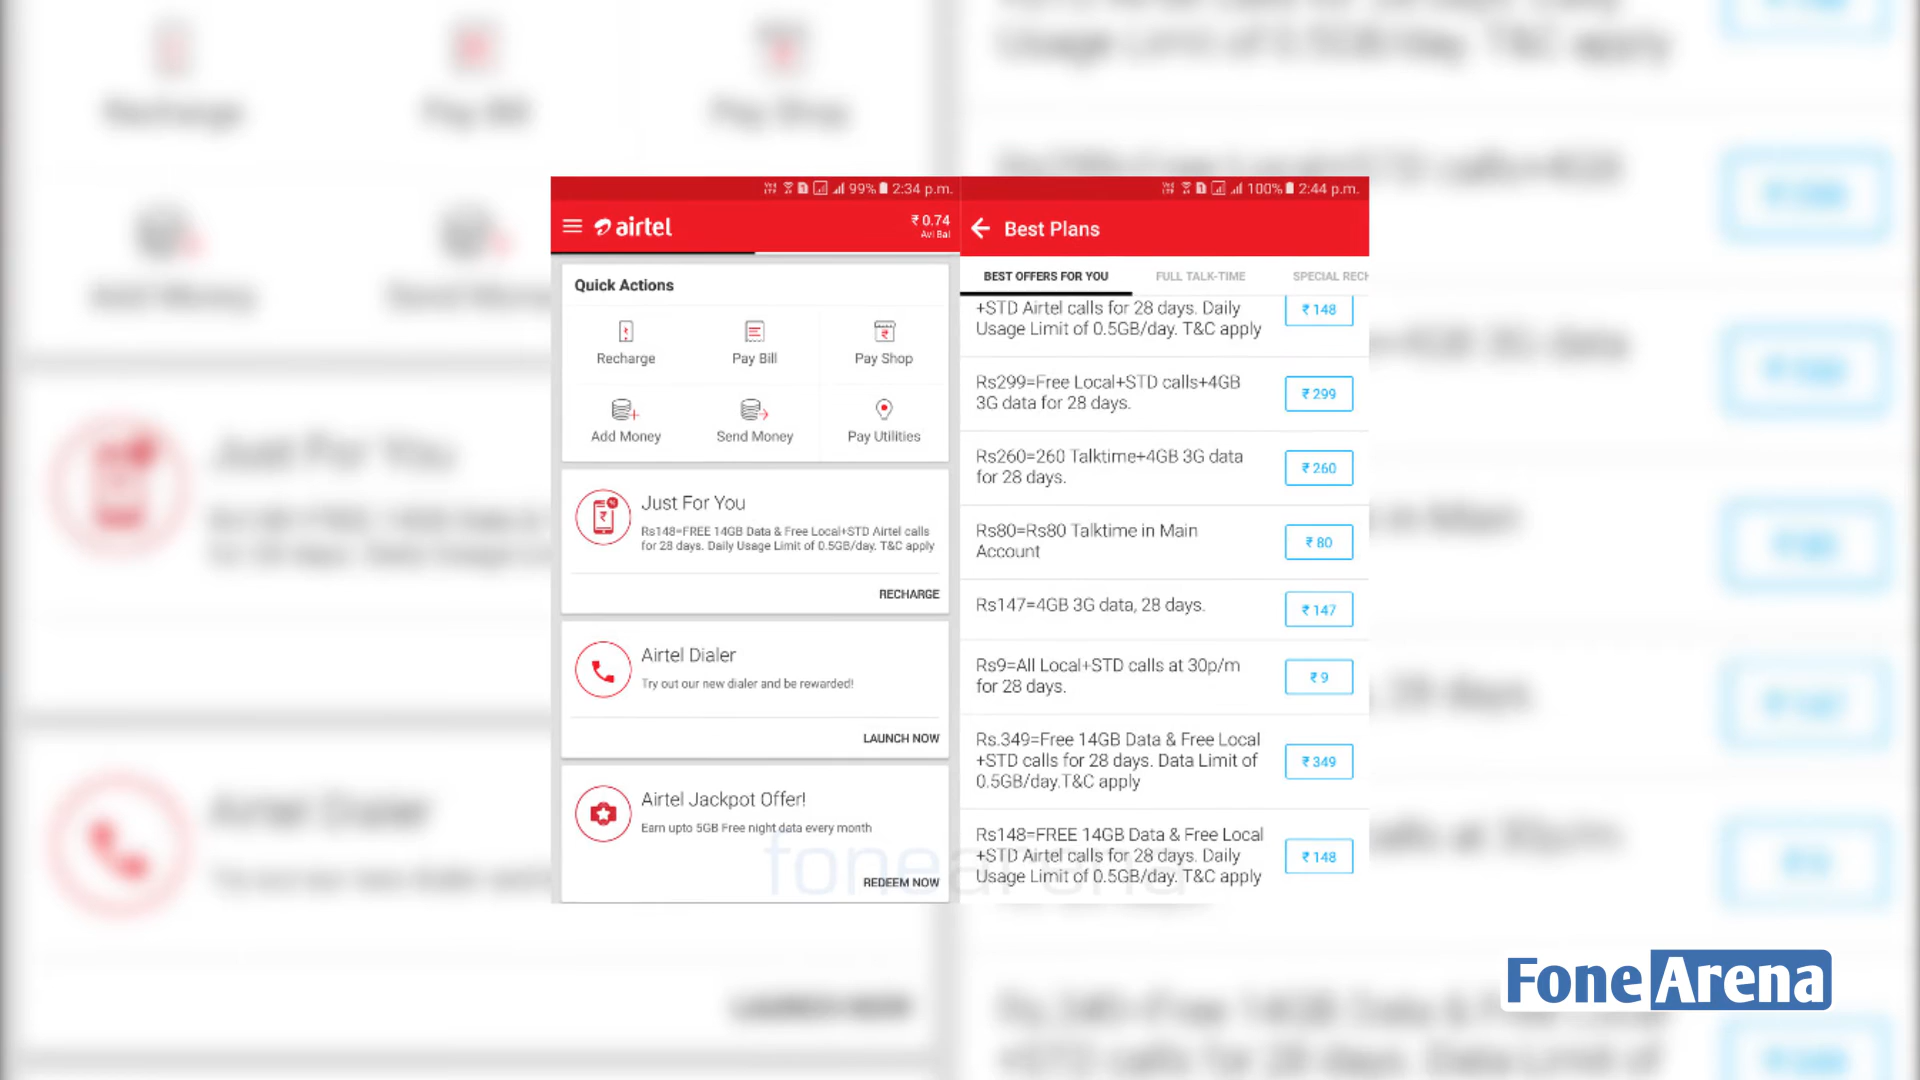 99% 2:34 p.m.
airtel
₹ 0.74
Avl Bal
Quick Actions
Recharge
Pay Bill
Pay Shop
Add Money
Send Money
Pay Utilities
Just For You
Rs148=FREE 14GB Data & Free Local+STD Airtel calls
for 28 days. Daily Usage Limit of 0.5GB/day. T&C apply
RECHARGE
Airtel Dialer
Try out our new dialer and be rewarded!
LAUNCH NOW
Airtel Jackpot Offer!
Earn upto 5GB Free night data every month
REDEEM NOW
100% 2:44 p.m.
Best Plans
BEST OFFERS FOR YOU
FULL TALK-TIME
SPECIAL RECH
+STD Airtel calls for 28 days. Daily
Usage Limit of 0.5GB/day. T&C apply
₹ 148
Rs299=Free Local+STD calls+4GB
3G data for 28 days.
₹ 299
Rs260=260 Talktime+4GB 3G data
for 28 days.
₹ 260
Rs80=Rs80 Talktime in Main
Account
₹ 80
Rs147=4GB 3G data, 28 days.
₹ 147
Rs9=All Local+STD calls at 30p/m
for 28 days.
₹ 9
Rs.349=Free 14GB Data & Free Local
+STD calls for 28 days. Data Limit of
0.5GB/day.T&C apply
₹ 349
Rs148=FREE 14GB Data & Free Local
+STD Airtel calls for 28 days. Daily
Usage Limit of 0.5GB/day. T&C apply
₹ 148
fonearena
FoneArena